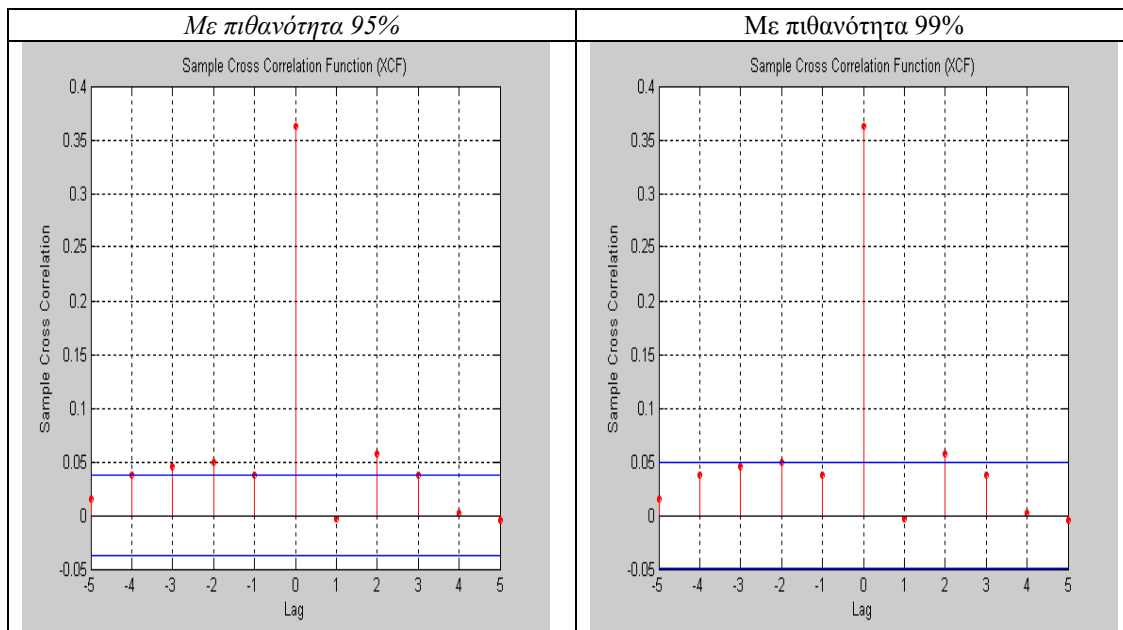 Με πιθανότητα 95%
Με πιθανότητα 99%
Sample Cross Correlation Function (XCF)
0.4
0.35
0.3
0.25
0.2
0.15
0.1
0.05
0
-0.05
Sample Cross Correlation
-5 -4 -3 -2 -1 0 1 2 3 4 5
Lag
Sample Cross Correlation Function (XCF)
0.4
0.35
0.3
0.25
0.2
0.15
0.1
0.05
0
-0.05
Sample Cross Correlation
-5 -4 -3 -2 -1 0 1 2 3 4 5
Lag